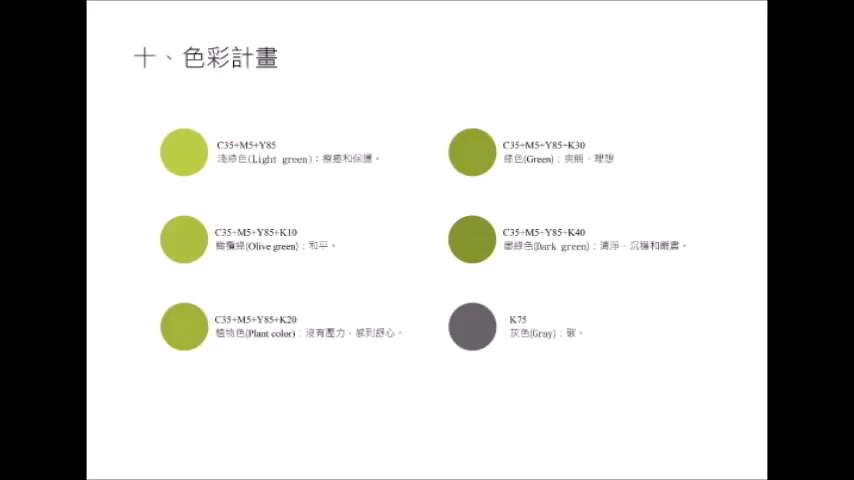 十、色彩計畫
C35+M5+Y85
淺綠色(Light green)：療癒和保護。
C35+M5+Y85+K10
橄欖綠(Olive green)：和平。
C35+M5+Y85+K20
植物色(Plant color)：沒有壓力、感到舒心。
C35+M5+Y85+K30
綠色(Green)：爽朗、理想
C35+M5+Y85+K40
墨綠色(Dark green)：清淨、沉穩和嚴肅。
K75
灰色(Gray)：碳。